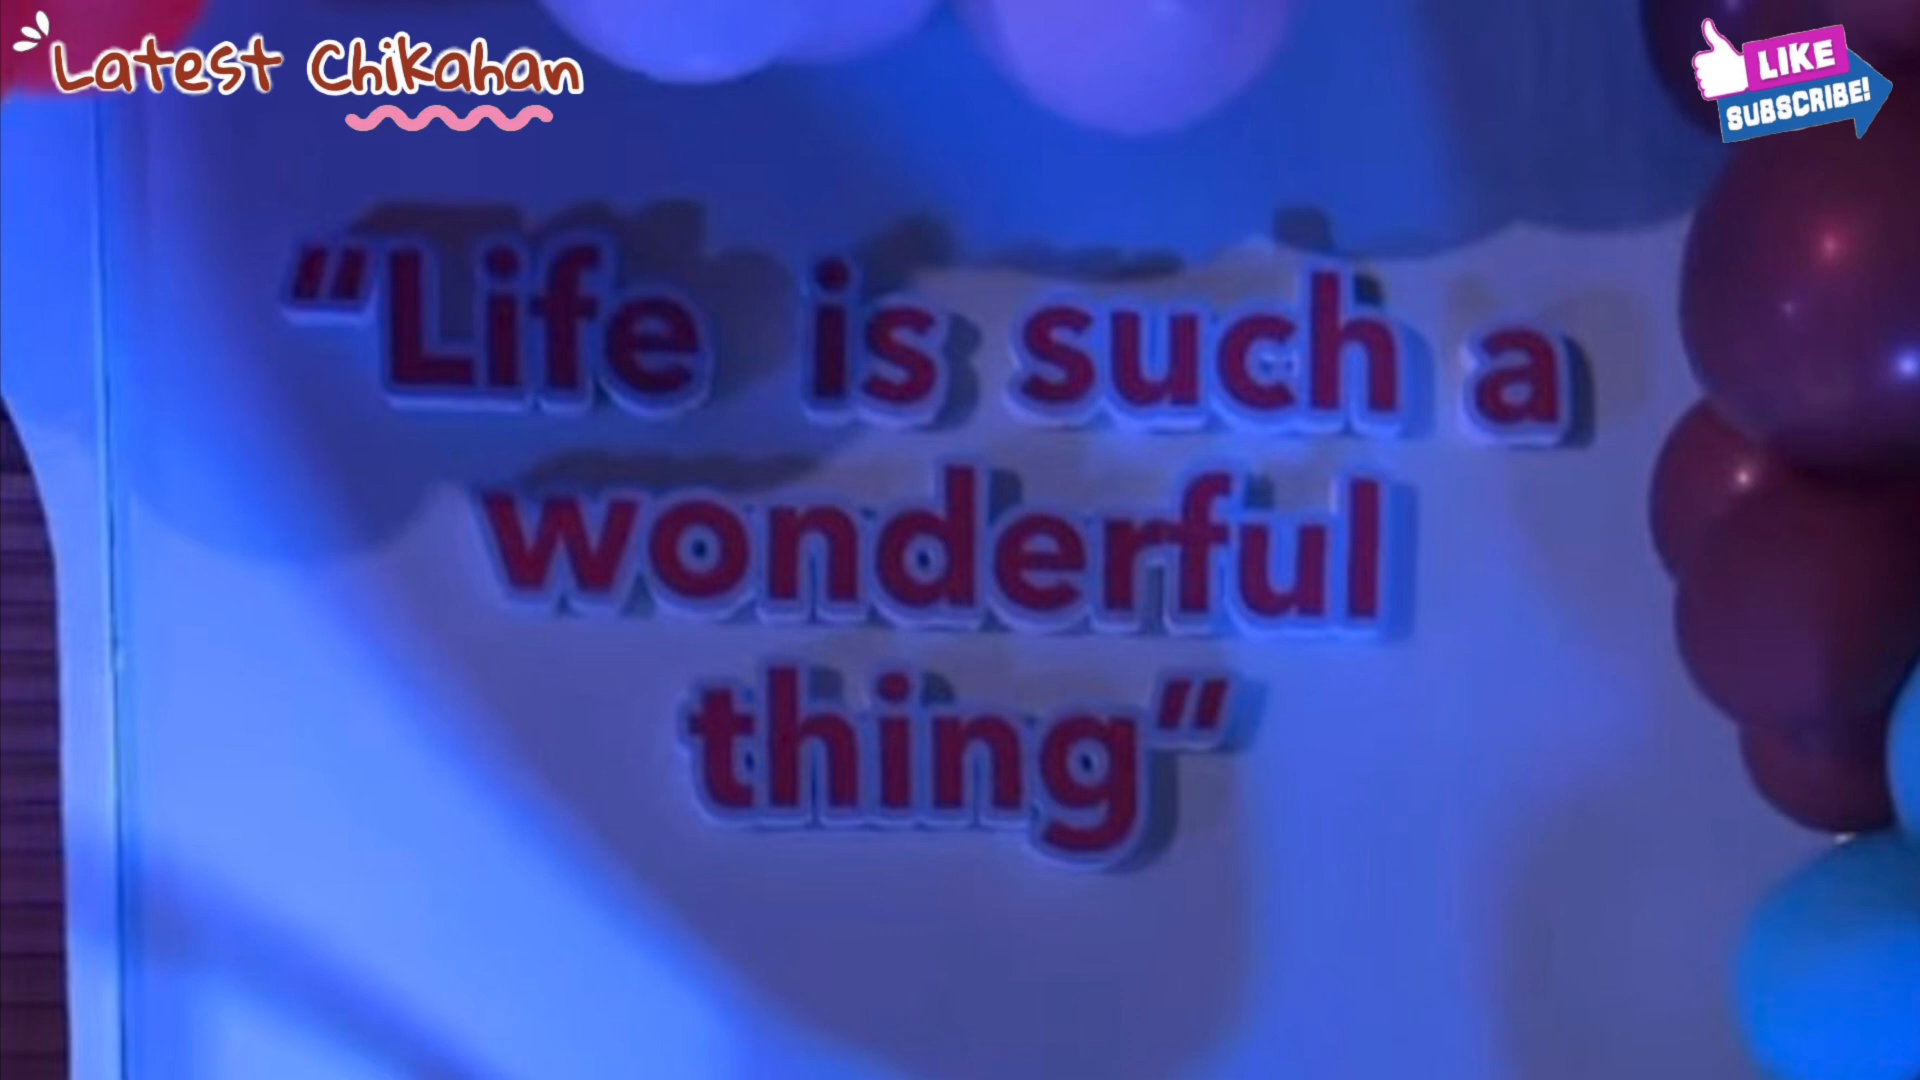 Latest Chikahan
LIKE
SUBSCRIBE!
"Life is such a
wonderful
thing"